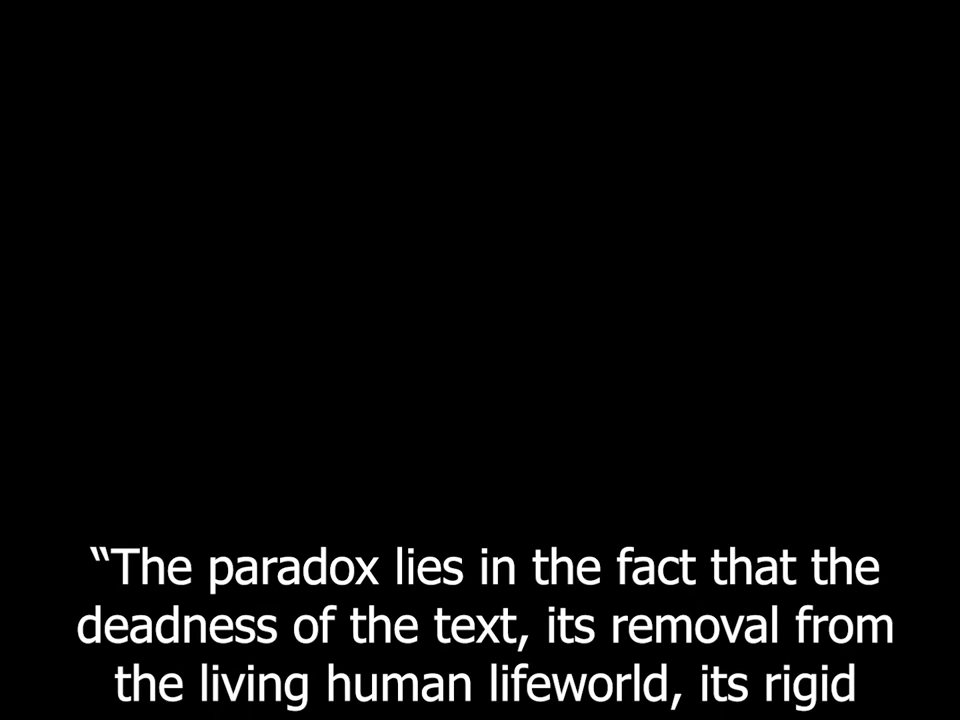 “The paradox lies in the fact that the
deadness of the text, its removal from
the living human lifeworld, its rigid